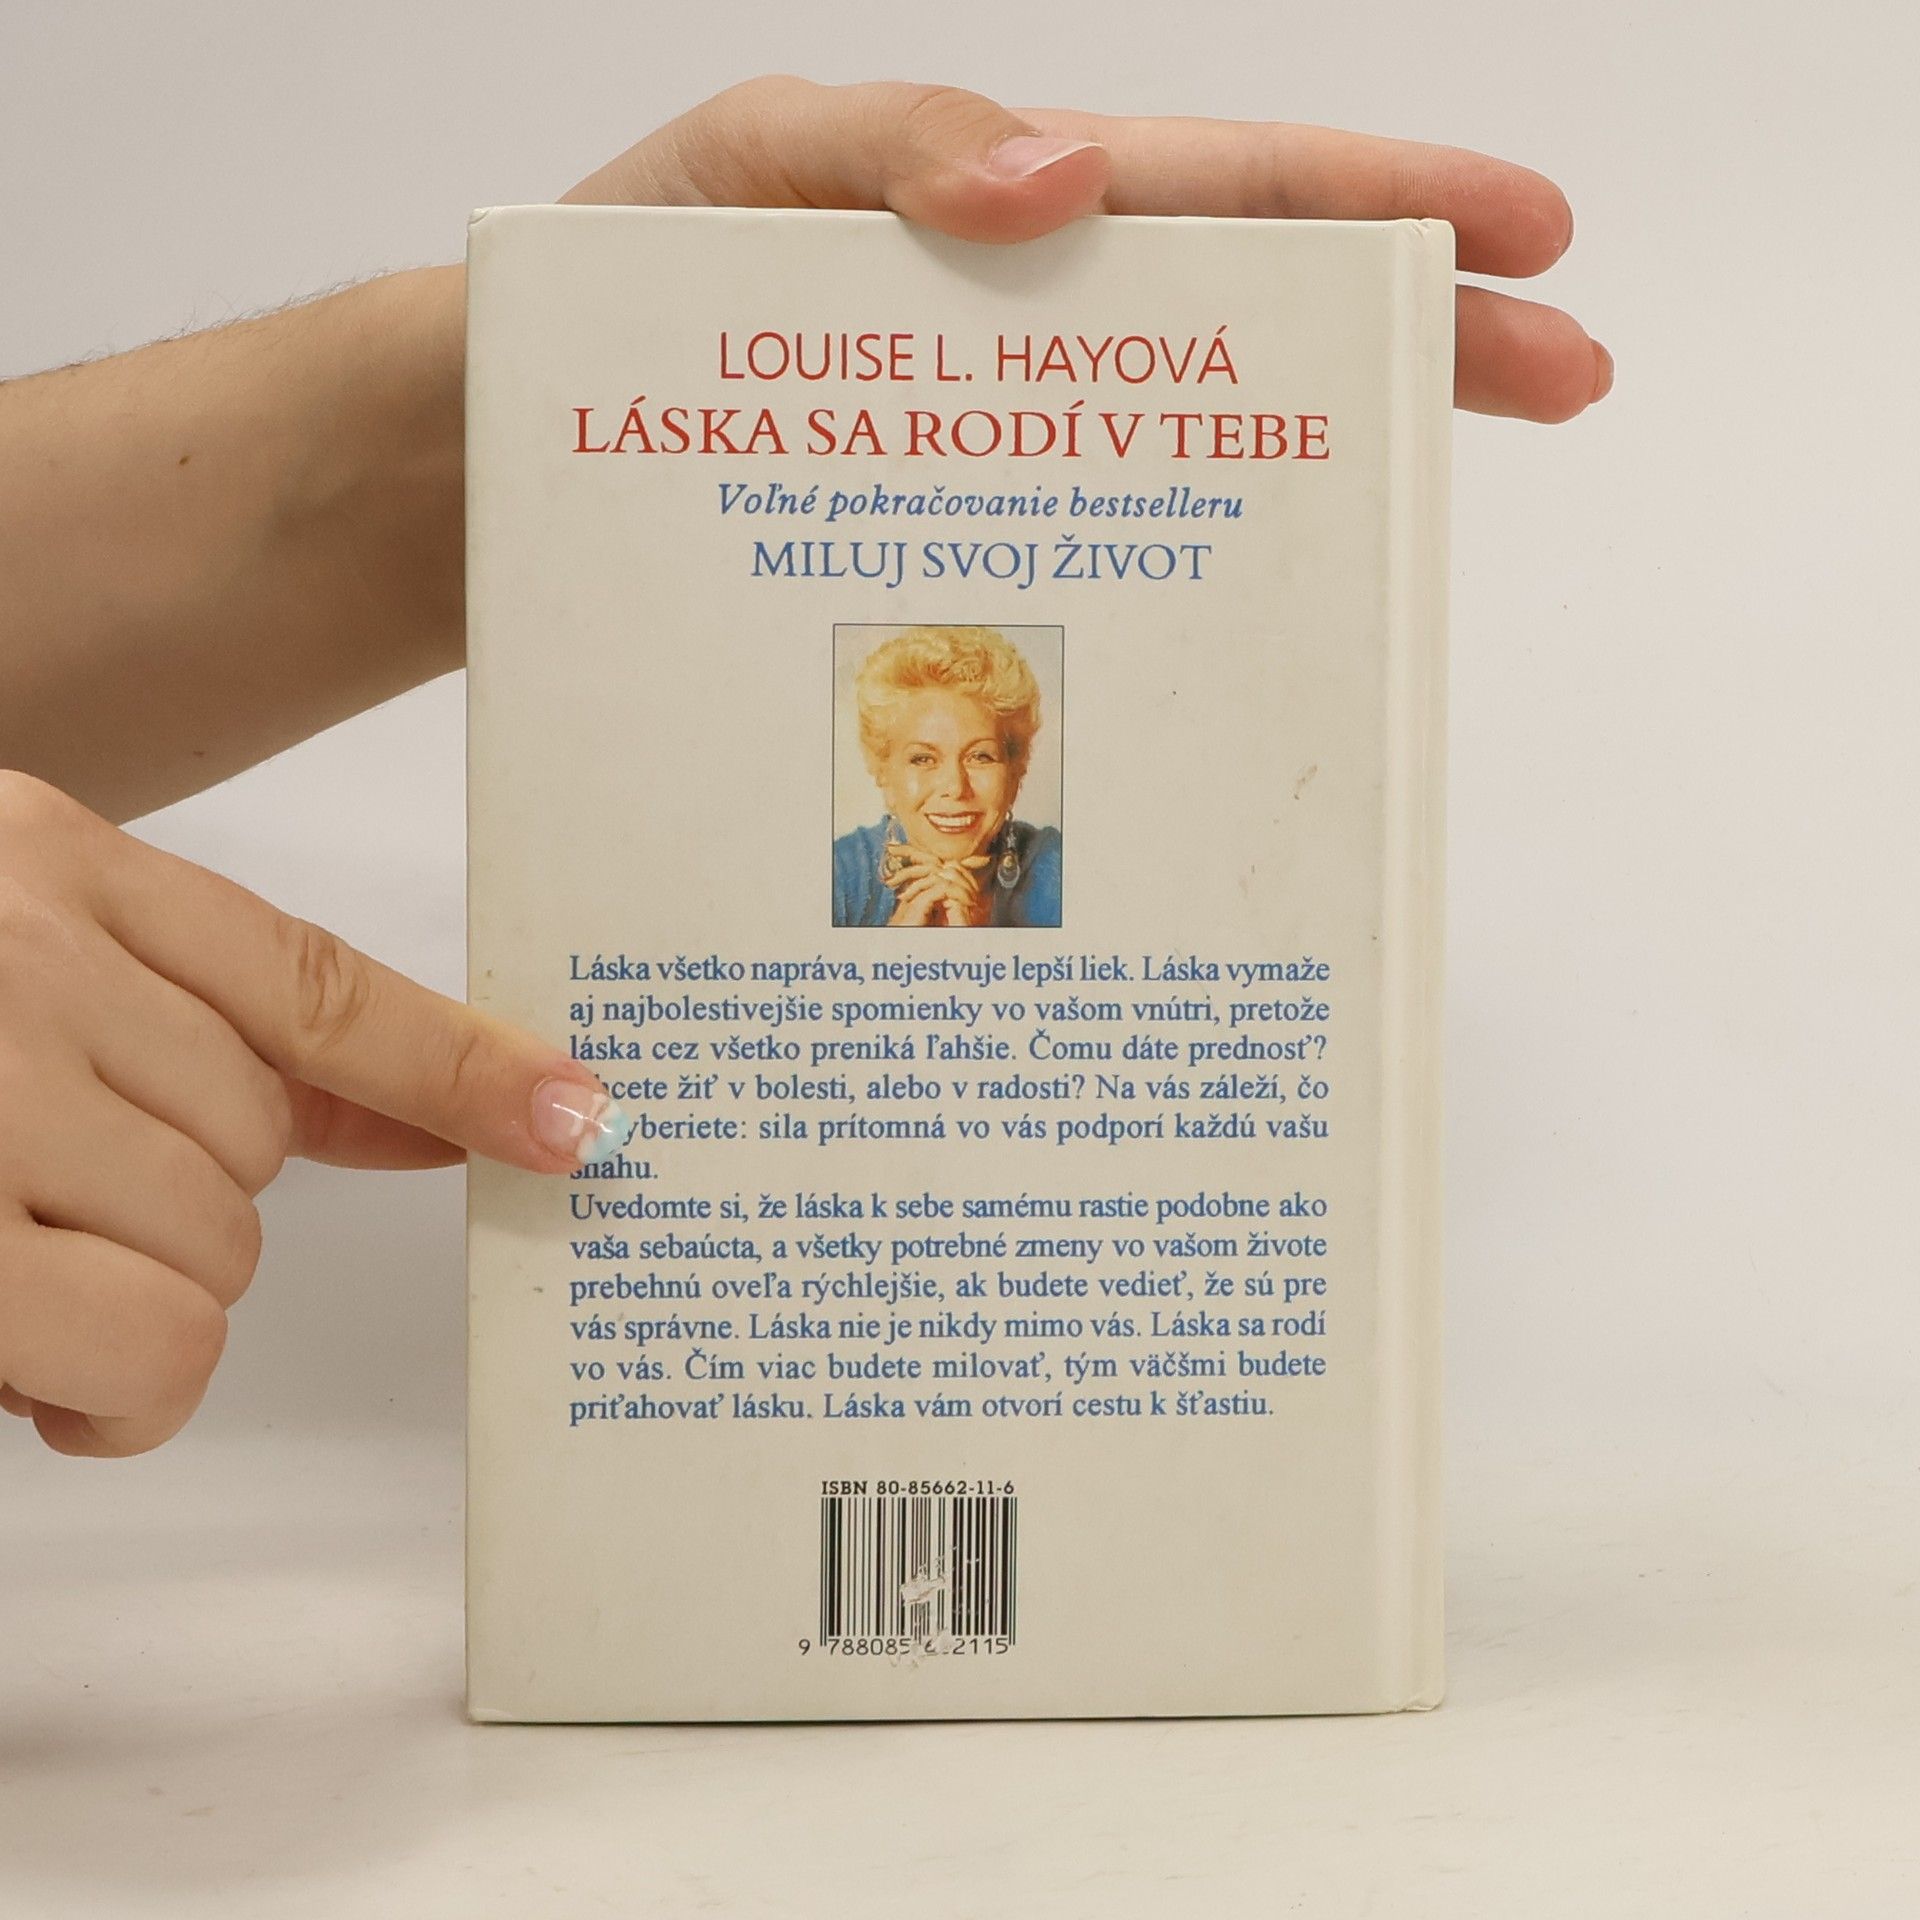 LOUISE L. HAYOVÁ
LÁSKA SA RODÍ V TEBE
Voľné pokračovanie bestselleru
MILUJ SVOJ ŽIVOT
Láska všetko napráva, nejestvuje lepší liek. Láska vymaže
aj najbolestivejšie spomienky vo vašom vnútri, pretože
láska cez všetko preniká ľahšie. Čomu dáte prednosť?
žiť v bolesti, alebo v radosti? Na vás záleží, čo
sila prítomná vo vás podporí každú vašu
snahu.
Uvedomte si, že láska k sebe samému rastie podobne ako
vaša sebaúcta, a všetky potrebné zmeny vo vašom živote
prebehnú oveľa rýchlejšie, ak budete vedieť, že sú pre
vás správne. Láska nie je nikdy mimo vás. Láska sa rodí
vo vás. Čím viac budete milovať, tým väčšmi budete
priťahovať lásku. Láska vám otvorí cestu k šťastiu.
ISBN 80-85662-11-6
9 788085